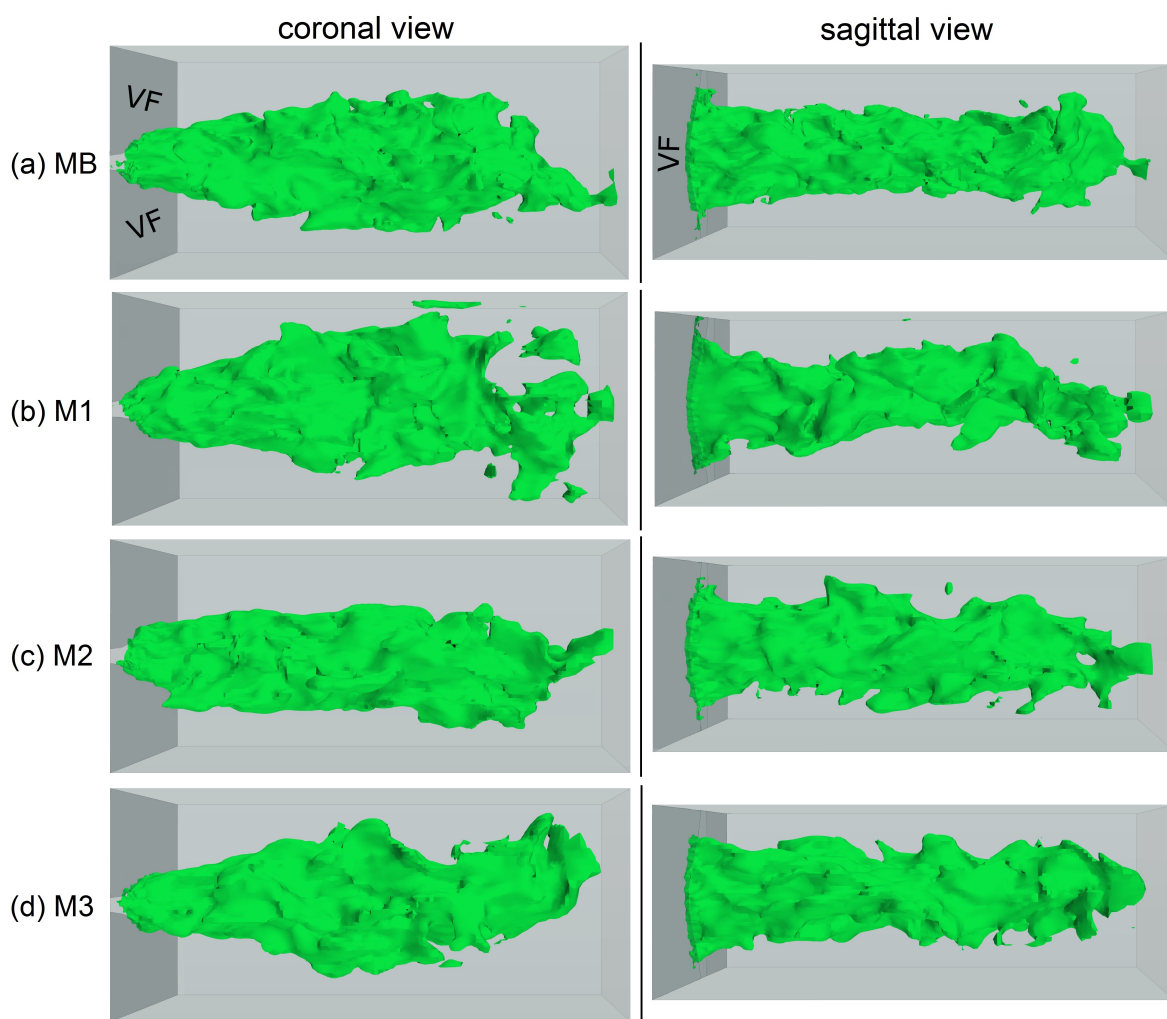 coronal view
sagittal view
(a) MB
VF
VF
VF
(b) M1
(c) M2
(d) M3